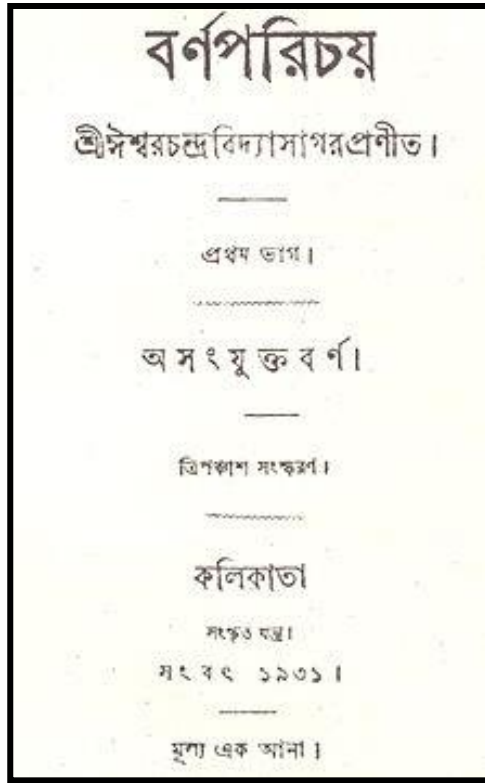 বর্ণপরিচয়
শ্রীঈশ্বরচন্দ্রবিদ্যাসাগরপ্রণীত।
প্রথম ভাগ।
অসংযুক্তবর্ণ।
ত্রিপঞ্চাশ সংস্করণ।
কলিকাতা
সংস্কৃত যন্ত্র।
সংবৎ ১৯৩১।
মূল্য এক আনা।